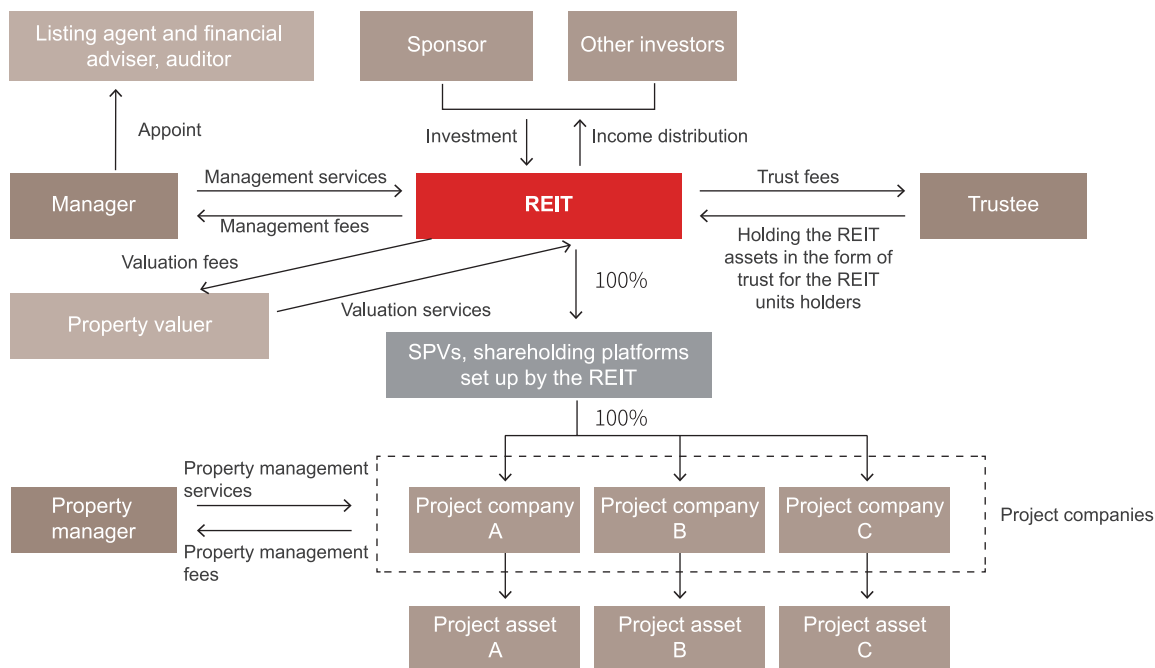 Listing agent and financial
adviser, auditor
Sponsor
Other investors
Appoint
Investment
Income distribution
Manager
Management services
Management fees
REIT
Trust fees
Trustee
Holding the REIT
assets in the form of
trust for the REIT
units holders
Valuation fees
Property valuer
Valuation services
100%
SPVs, shareholding platforms
set up by the REIT
100%
Property
manager
Property management
services
Property management
fees
Project company
A
Project company
B
Project company
C
Project companies
Project asset
A
Project asset
B
Project asset
C